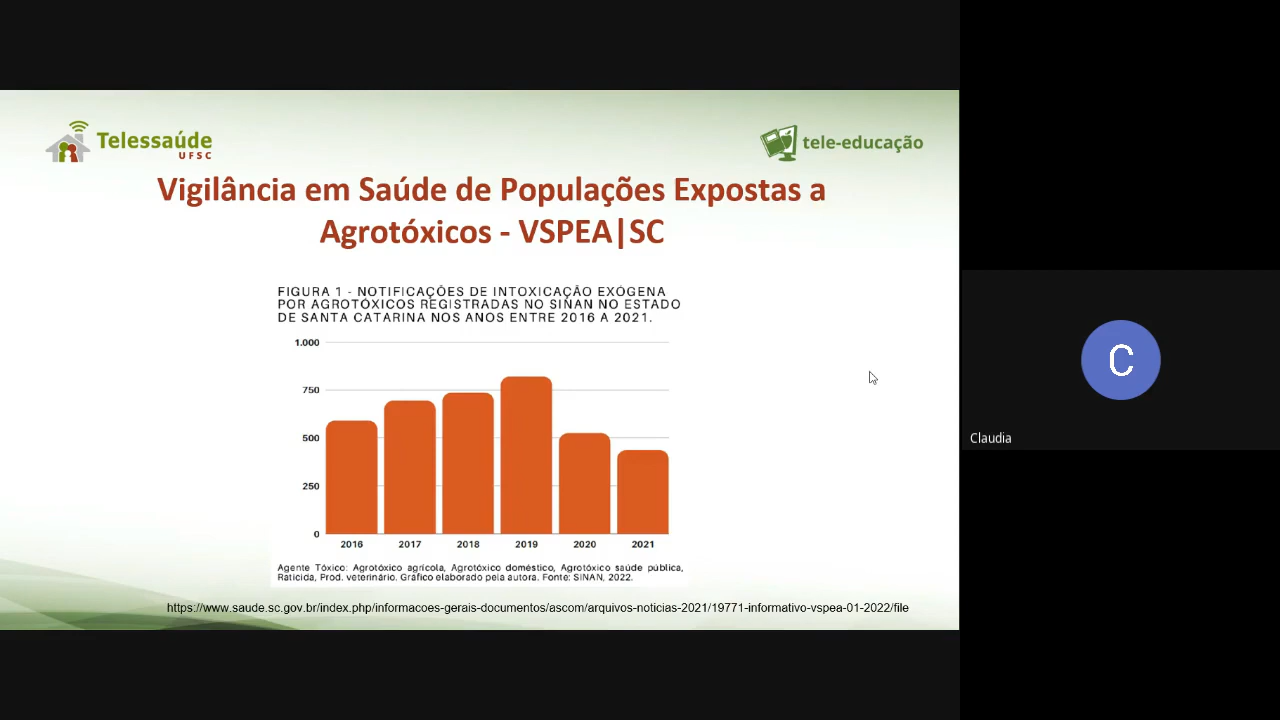 Telessaúde
UFSC
tele-educação
Vigilância em Saúde de Populações Expostas a
Agrotóxicos - VSPEA|SC
FIGURA 1 - NOTIFICAÇÕES DE INTOXICAÇÃO EXÓGENA
POR AGROTÓXICOS REGISTRADAS NO SINAN NO ESTADO
DE SANTA CATARINA NOS ANOS ENTRE 2016 A 2021.
1.000
750
500
250
0
2016 2017 2018 2019 2020 2021
Agente Tóxico: Agrotóxico agrícola, Agrotóxico doméstico, Agrotóxico saúde pública,
Raticida, Prod. veterinário. Gráfico elaborado pela autora. Fonte: SINAN, 2022.
https://www.saude.sc.gov.br/index.php/informacoes-gerais-documentos/ascom/arquivos-noticias-2021/19771-informativo-vspea-01-2022/file
C
Claudia